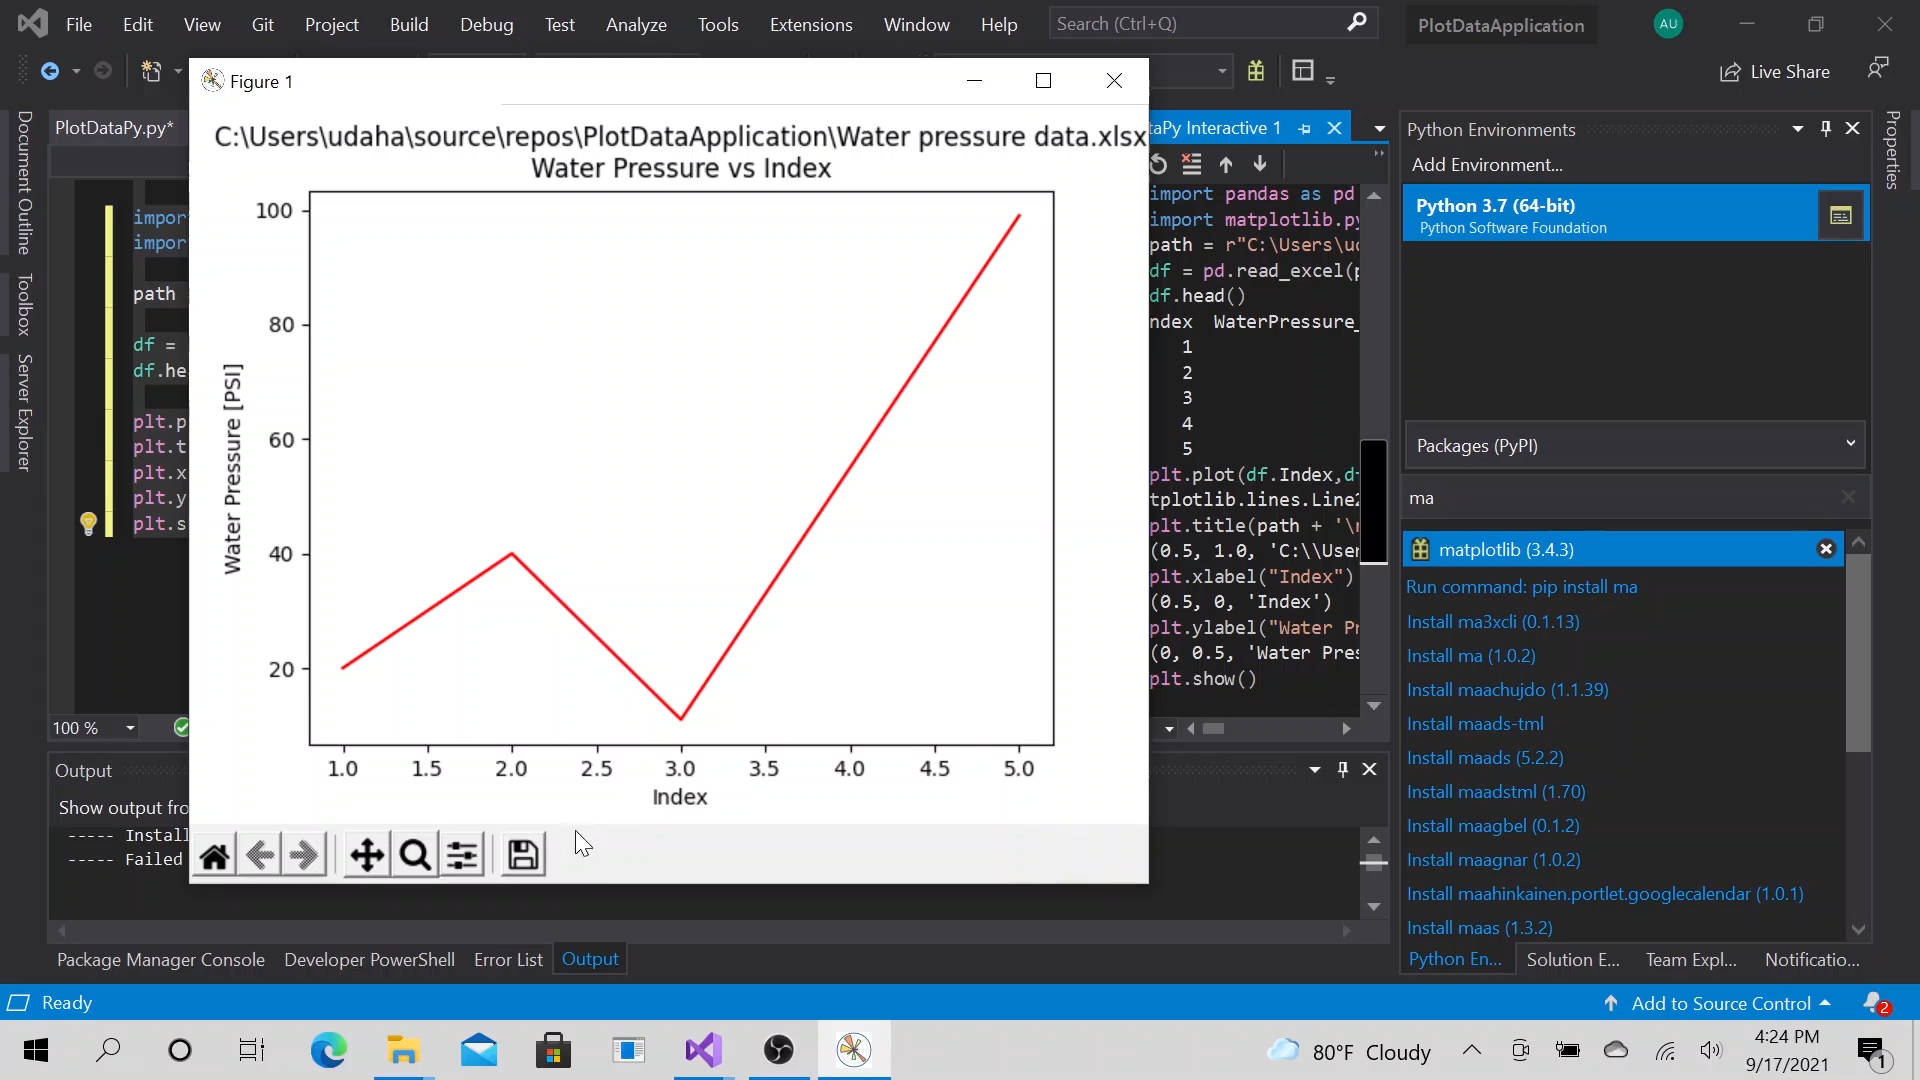 File Edit View Git Project Build Debug Test Analyze Tools Extensions Window Help Search (Ctrl+Q) PlotDataApplication AU
Live Share
Figure 1
C:\Users\udaha\source\repos\PlotDataApplication\Water pressure data.xlsx
Water Pressure vs Index
Water Pressure [PSI]
100
80
60
40
20
1.0 1.5 2.0 2.5 3.0 3.5 4.0 4.5 5.0
Index
Document Outline
Toolbox
Server Explorer
PlotDataPy.py*
impor
impor
path
df =
df.he
plt.p
plt.t
plt.x
plt.y
plt.s
100 %
taPy Interactive 1
import pandas as pd
import matplotlib.py
path = r"C:\Users\ud
df = pd.read_excel(p
df.head()
ndex WaterPressure_
1
2
3
4
5
plt.plot(df.Index,d
tplotlib.lines.Line2
plt.title(path + '\n
(0.5, 1.0, 'C:\\User
plt.xlabel("Index")
(0.5, 0, 'Index')
plt.ylabel("Water Pr
(0, 0.5, 'Water Pres
plt.show()
Python Environments
Add Environment...
Python 3.7 (64-bit)
Python Software Foundation
Packages (PyPI)
ma
matplotlib (3.4.3)
Run command: pip install ma
Install ma3xcli (0.1.13)
Install ma (1.0.2)
Install maachujdo (1.1.39)
Install maads-tml
Install maads (5.2.2)
Install maadstml (1.70)
Install maagbel (0.1.2)
Install maagnar (1.0.2)
Install maahinkainen.portlet.googlecalendar (1.0.1)
Install maas (1.3.2)
Python En... Solution E... Team Expl... Notificatio...
Properties
Output
Show output fro
----- Install
----- Failed
Package Manager Console Developer PowerShell Error List Output
Ready
Add to Source Control
2
80°F Cloudy
4:24 PM
9/17/2021
1